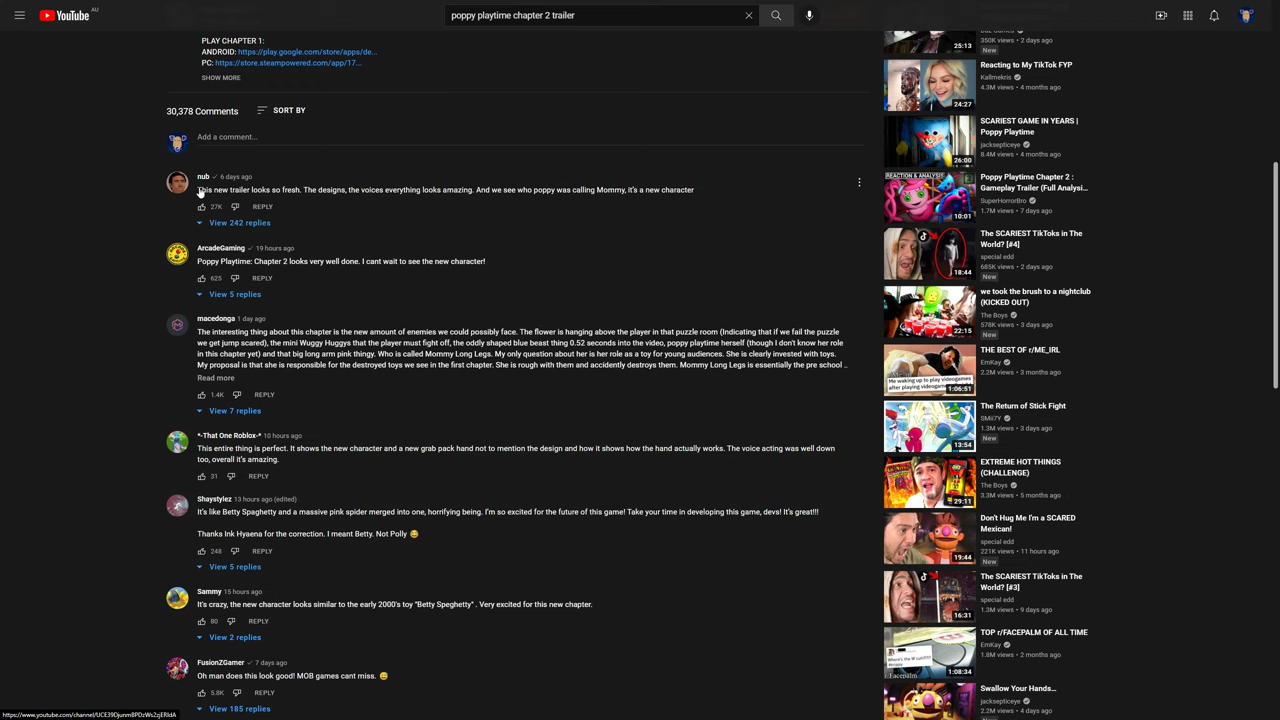 YouTube AU
poppy playtime chapter 2 trailer
PLAY CHAPTER 1:
ANDROID: https://play.google.com/store/apps/de...
PC: https://store.steampowered.com/app/17...
SHOW MORE
30,378 Comments SORT BY
Add a comment...
nub 6 days ago
This new trailer looks so fresh. The designs, the voices everything looks amazing. And we see who poppy was calling Mommy, it's a new character
27K REPLY
View 242 replies
ArcadeGaming 19 hours ago
Poppy Playtime: Chapter 2 looks very well done. I cant wait to see the new character!
625 REPLY
View 5 replies
macedonga 1 day ago
The interesting thing about this chapter is the new amount of enemies we could possibly face. The flower is hanging above the player in that puzzle room (Indicating that if we fail the puzzle
we get jump scared), the mini Wuggy Huggys that the player must fight off, the oddly shaped blue beast thing 0.52 seconds into the video, poppy playtime herself (though I don't know her role
in this chapter yet) and that big long arm pink thingy. Who is called Mommy Long Legs. My only question about her is her role as a toy for young audiences. She is clearly invested with toys.
My proposal is that she is responsible for the destroyed toys we see in the first chapter. She is rough with them and accidently destroys them. Mommy Long Legs is essentially the pre school ..
Read more
1.4K REPLY
View 7 replies
*-That One Roblox-* 10 hours ago
This entire thing is perfect. It shows the new character and a new grab pack hand not to mention the design and how it shows how the hand actually works. The voice acting was well down
too, overall it's amazing.
31 REPLY
Shaystylez 13 hours ago (edited)
It's like Betty Spaghotty and a massive pink spider merged into one, horrifying being. I'm so excited for the future of this game! Take your time in developing this game, devs! It's great!!!
Thanks Ink Hyaena for the correction. I meant Betty. Not Polly 😂
248 REPLY
View 5 replies
Sammy 15 hours ago
It's crazy, the new character looks similar to the early 2000's toy "Betty Speghetty" . Very excited for this new chapter.
80 REPLY
View 2 replies
FusionZGamer 7 days ago
Oh man does this look good! MOB games cant miss. 😄
5.8K REPLY
View 185 replies
https://www.youtube.com/channel/UCE39DjunmBPDzWs2zjERIdA
350K views • 2 days ago
New
25:13
Reacting to My TikTok FYP
Kallmekris
4.3M views • 4 months ago
24:27
SCARIEST GAME IN YEARS |
Poppy Playtime
jacksepticeye
8.4M views • 4 months ago
26:00
REACTION & ANALYSIS
Poppy Playtime Chapter 2 :
Gameplay Trailer (Full Analysi...
SuperHorrorBro
1.7M views • 7 days ago
10:01
The SCARIEST TikToks in The
World? [#4]
special edd
685K views • 2 days ago
New
18:44
we took the brush to a nightclub
(KICKED OUT)
The Boys
578K views • 3 days ago
New
22:15
THE BEST OF r/ME_IRL
EmKay
2.2M views • 3 months ago
Me waking up to play videogames
after playing videogames
1:06:51
The Return of Stick Fight
SMii7Y
1.3M views • 3 days ago
New
13:54
EXTREME HOT THINGS
(CHALLENGE)
The Boys
3.3M views • 5 months ago
29:11
Don't Hug Me I'm a SCARED
Mexican!
special edd
221K views • 11 hours ago
New
19:44
The SCARIEST TikToks in The
World? [#3]
special edd
1.3M views • 9 days ago
16:31
TOP r/FACEPALM OF ALL TIME
EmKay
1.8M views • 2 months ago
Facepalm
1:08:34
Swallow Your Hands...
jacksepticeye
2.2M views • 4 days ago